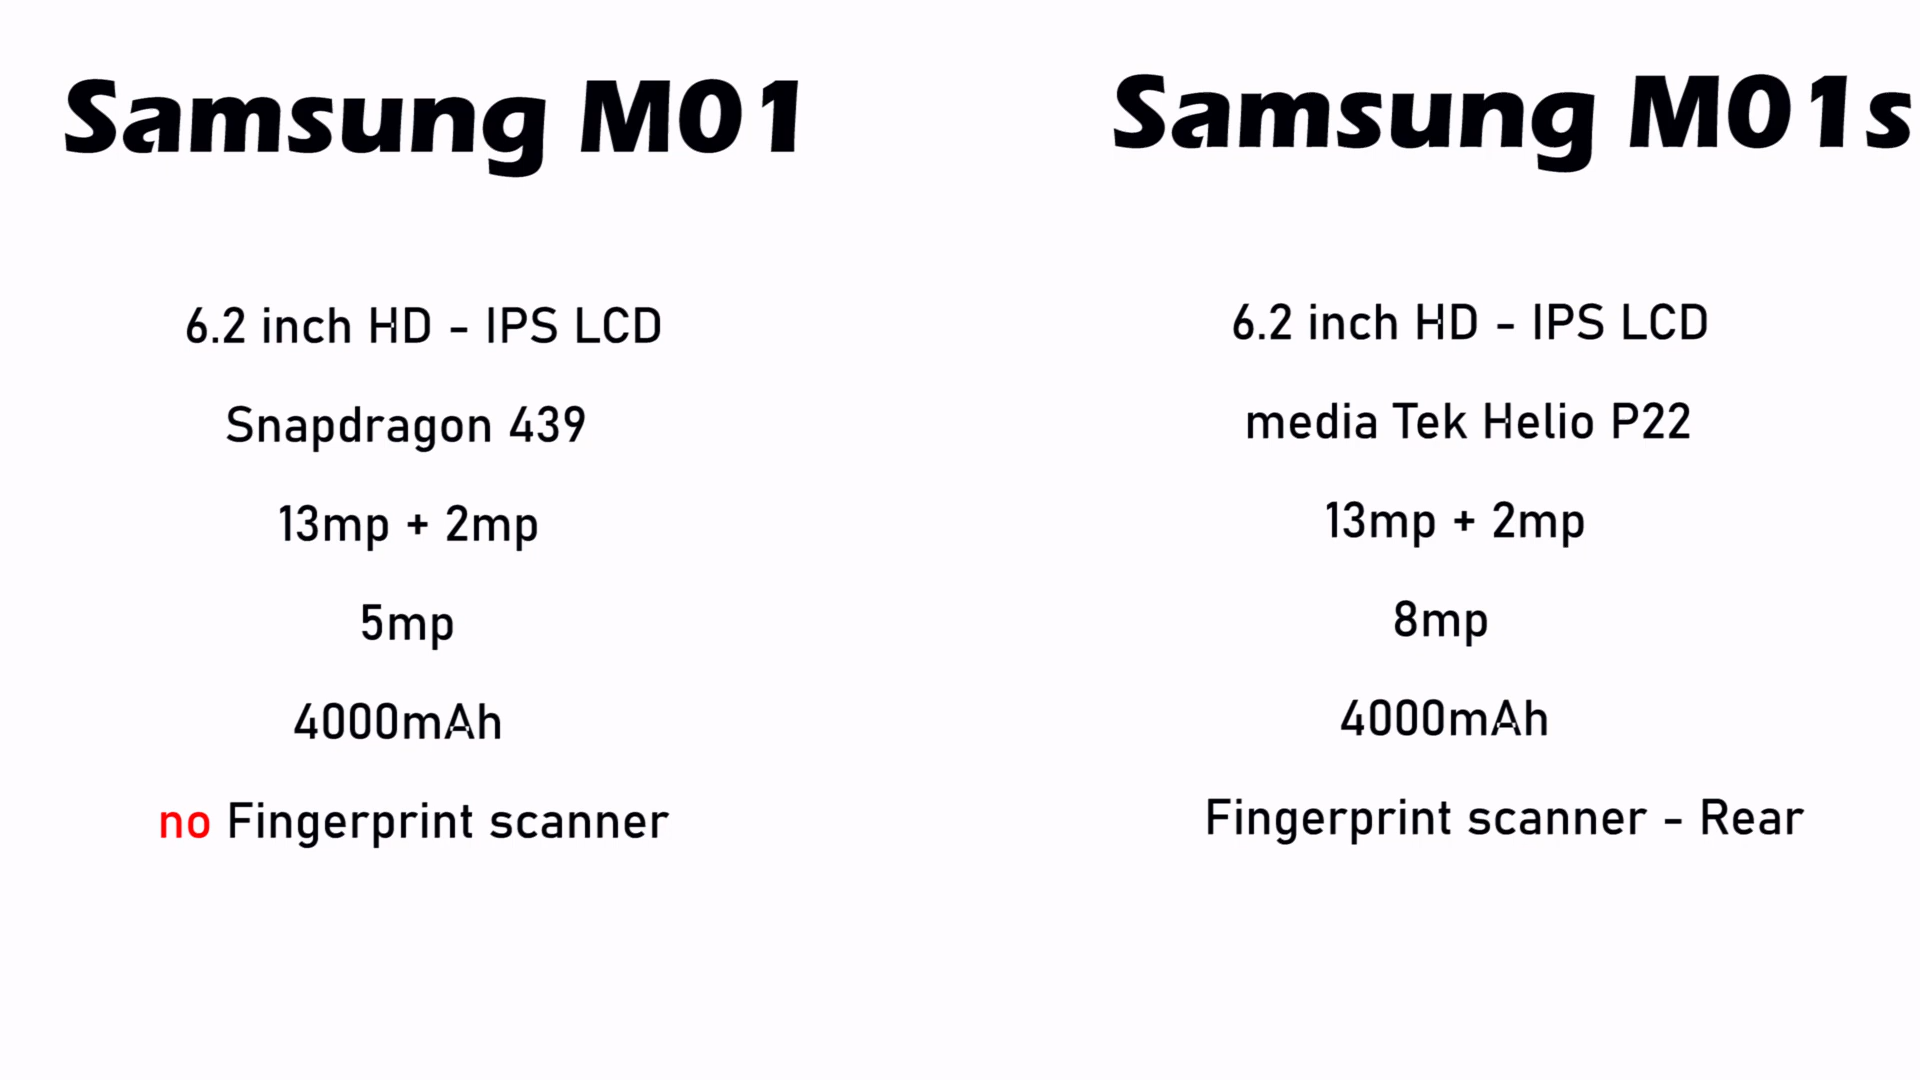 Samsung M01
6.2 inch HD - IPS LCD
Snapdragon 439
13mp + 2mp
5mp
4000mAh
no Fingerprint scanner
Samsung M01s
6.2 inch HD - IPS LCD
media Tek Helio P22
13mp + 2mp
8mp
4000mAh
Fingerprint scanner - Rear